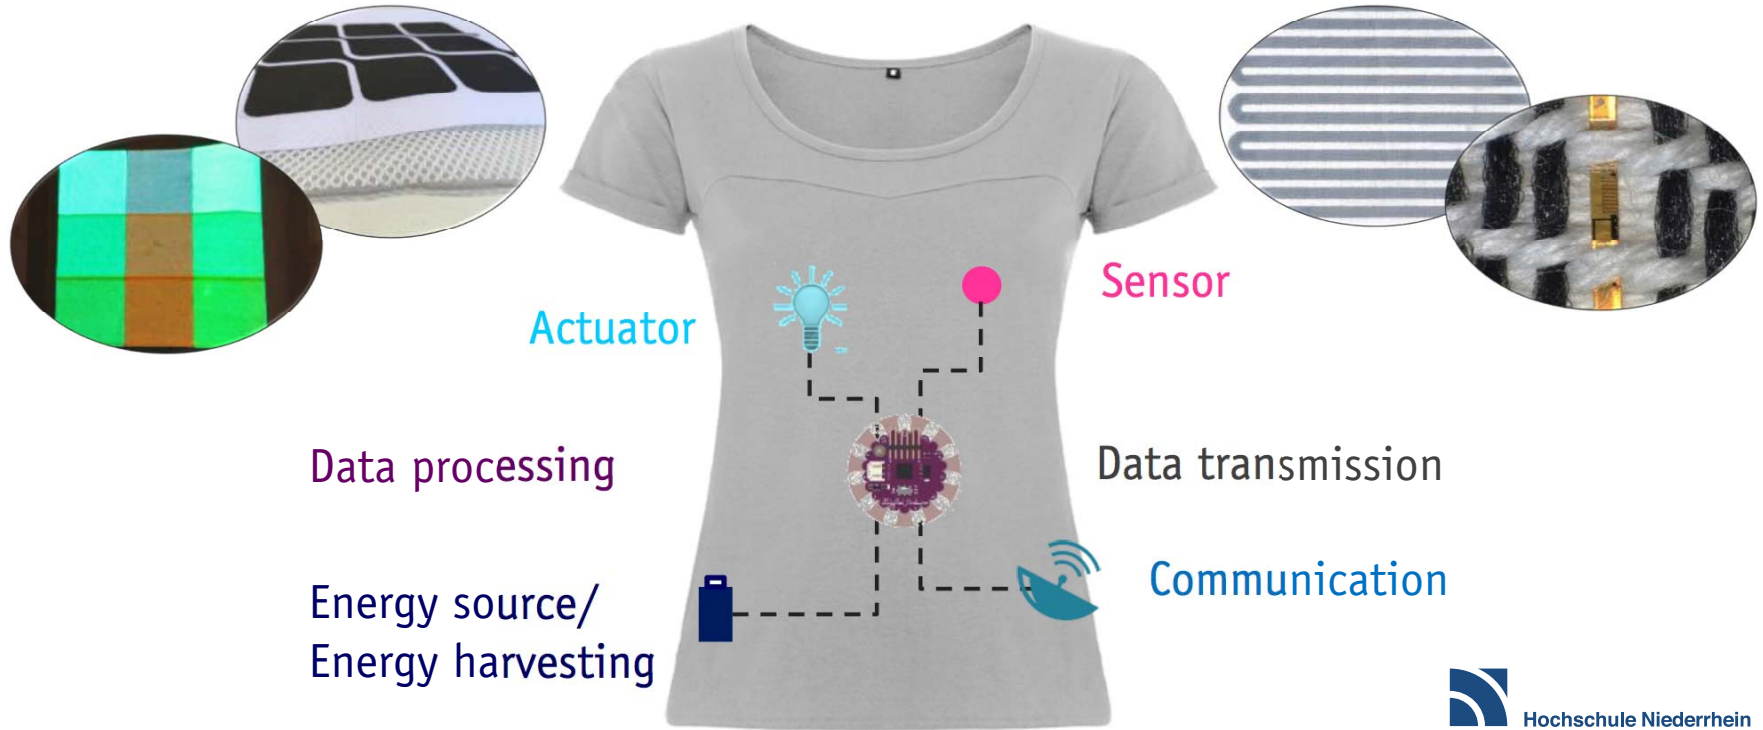 Sensor
Actuator
Data processing
Data transmission
Energy source/
Energy harvesting
Communication
Hochschule Niederrhein